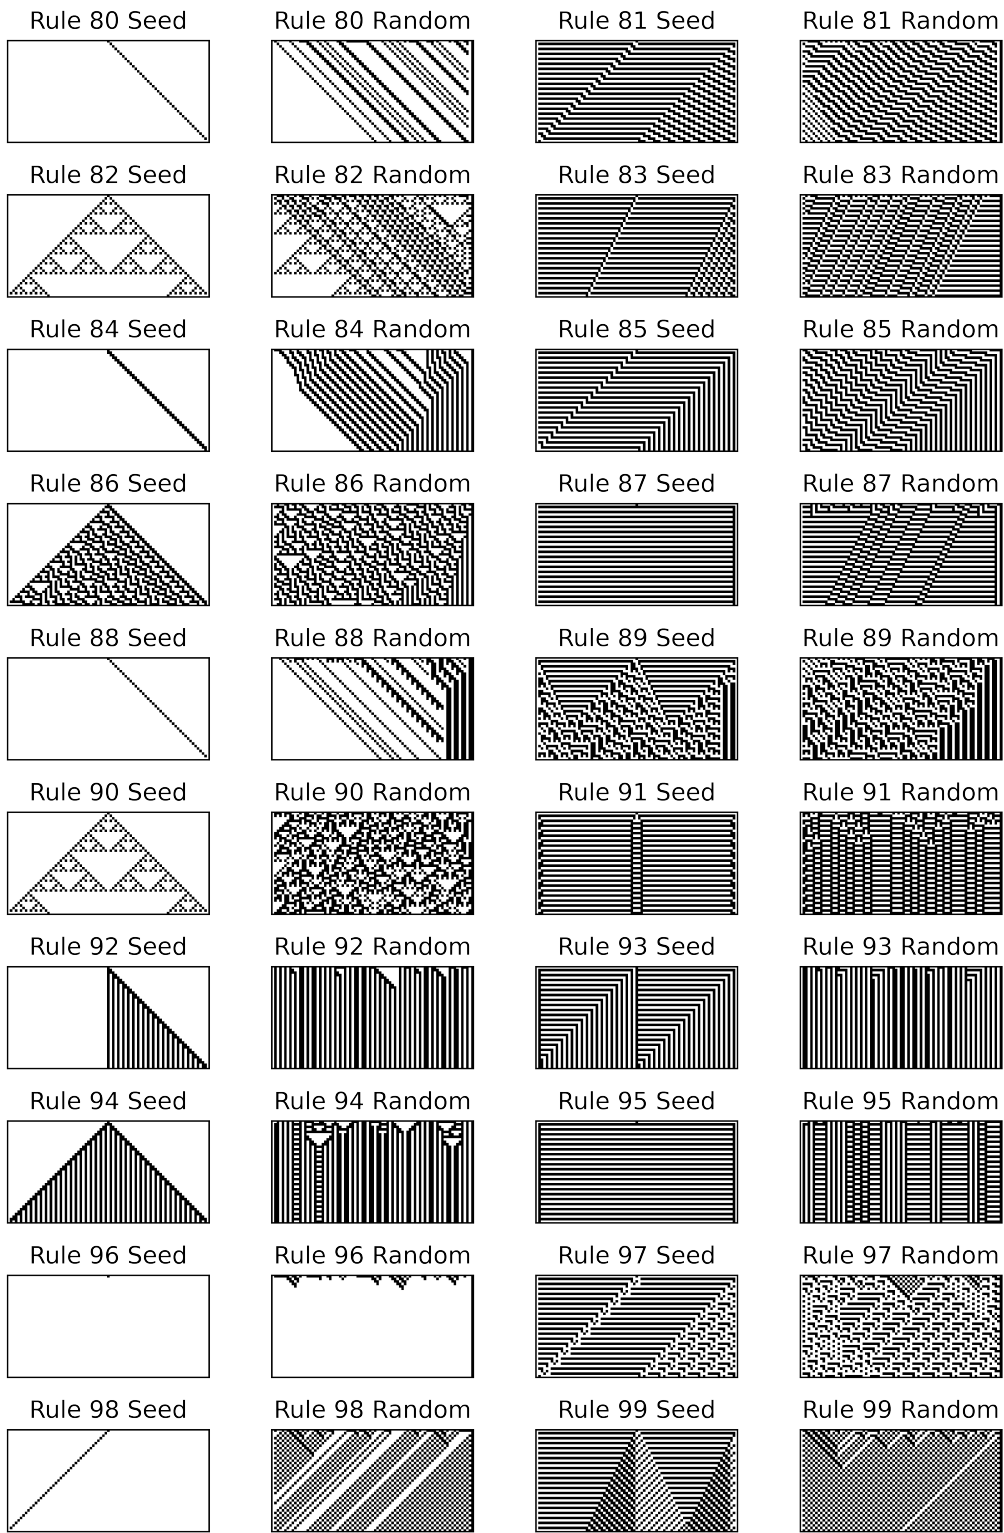 Rule 80 Seed Rule 80 Random Rule 81 Seed Rule 81 Random
Rule 82 Seed Rule 82 Random Rule 83 Seed Rule 83 Random
Rule 84 Seed Rule 84 Random Rule 85 Seed Rule 85 Random
Rule 86 Seed Rule 86 Random Rule 87 Seed Rule 87 Random
Rule 88 Seed Rule 88 Random Rule 89 Seed Rule 89 Random
Rule 90 Seed Rule 90 Random Rule 91 Seed Rule 91 Random
Rule 92 Seed Rule 92 Random Rule 93 Seed Rule 93 Random
Rule 94 Seed Rule 94 Random Rule 95 Seed Rule 95 Random
Rule 96 Seed Rule 96 Random Rule 97 Seed Rule 97 Random
Rule 98 Seed Rule 98 Random Rule 99 Seed Rule 99 Random